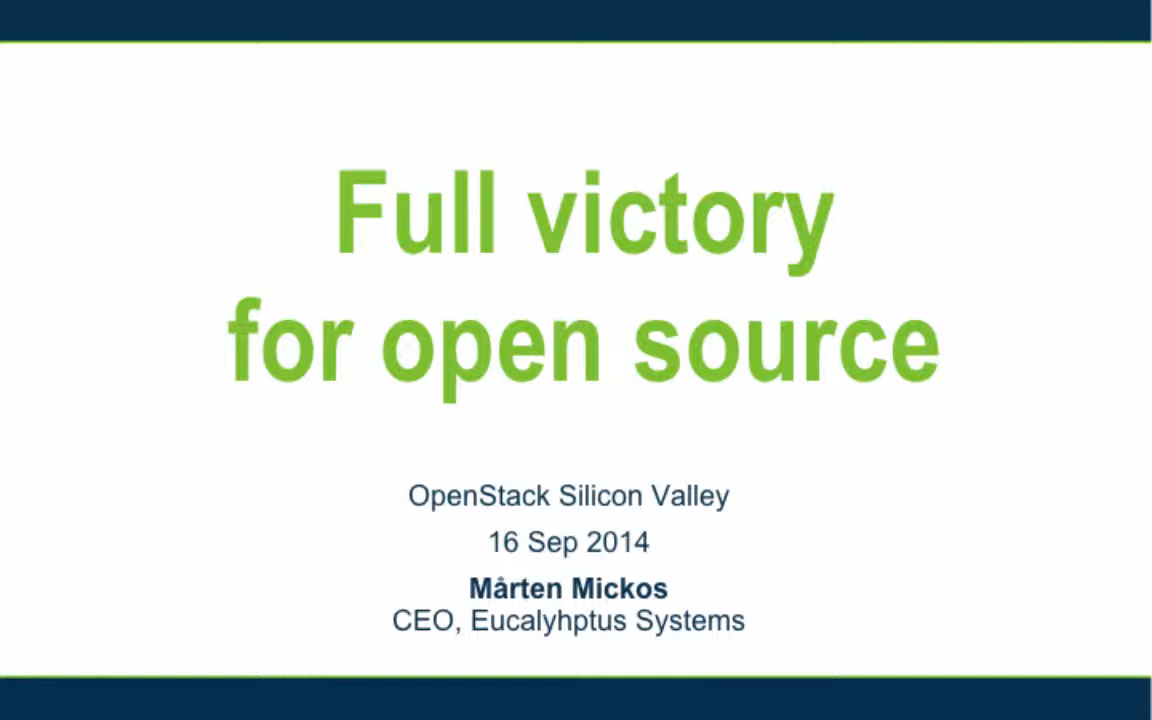 Full victory
for open source
OpenStack Silicon Valley
16 Sep 2014
Mårten Mickos
CEO, Eucalyhptus Systems